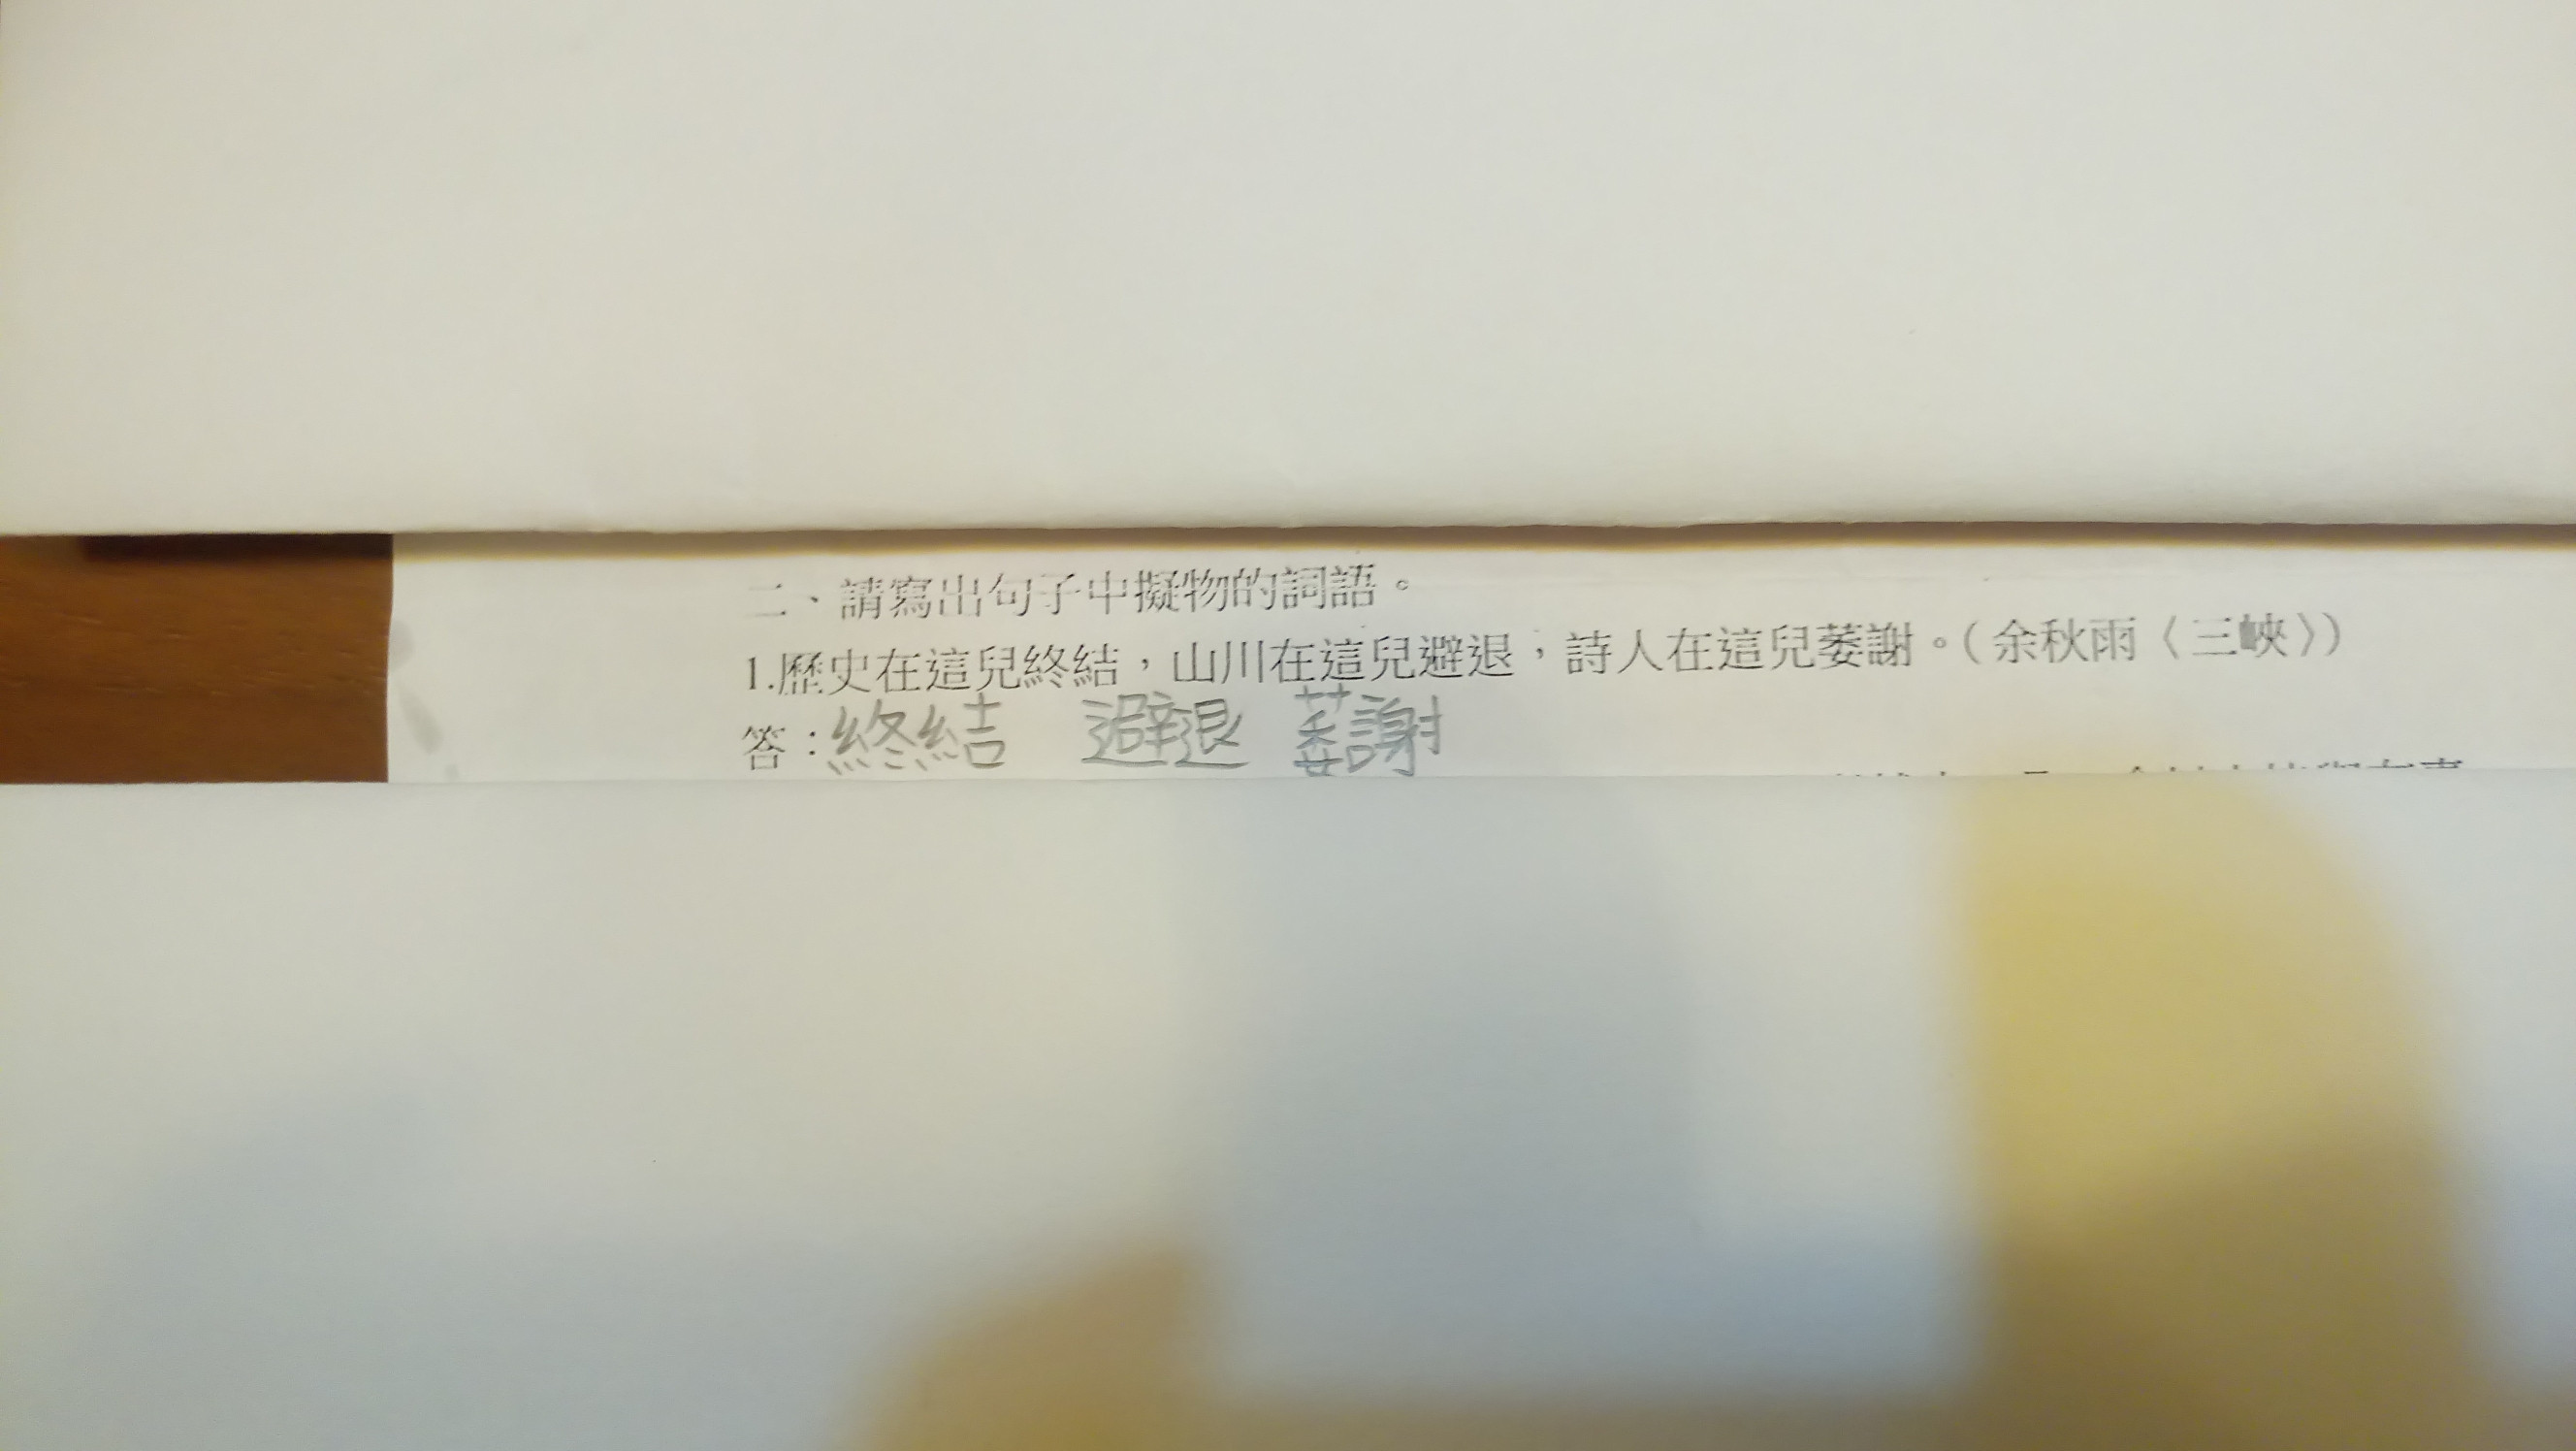 二、請寫出句子中擬物的詞語。
1.歷史在這兒終結，山川在這兒避退，詩人在這兒萎謝。（余秋雨〈三峽〉）
答：終結 避退 萎謝